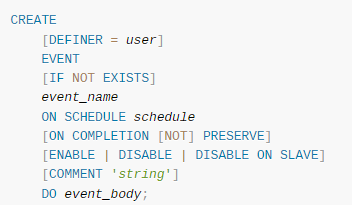 CREATE
[DEFINER = user]
EVENT
[IF NOT EXISTS]
event_name
ON SCHEDULE schedule
[ON COMPLETION [NOT] PRESERVE]
[ENABLE | DISABLE | DISABLE ON SLAVE]
[COMMENT 'string']
DO event_body;